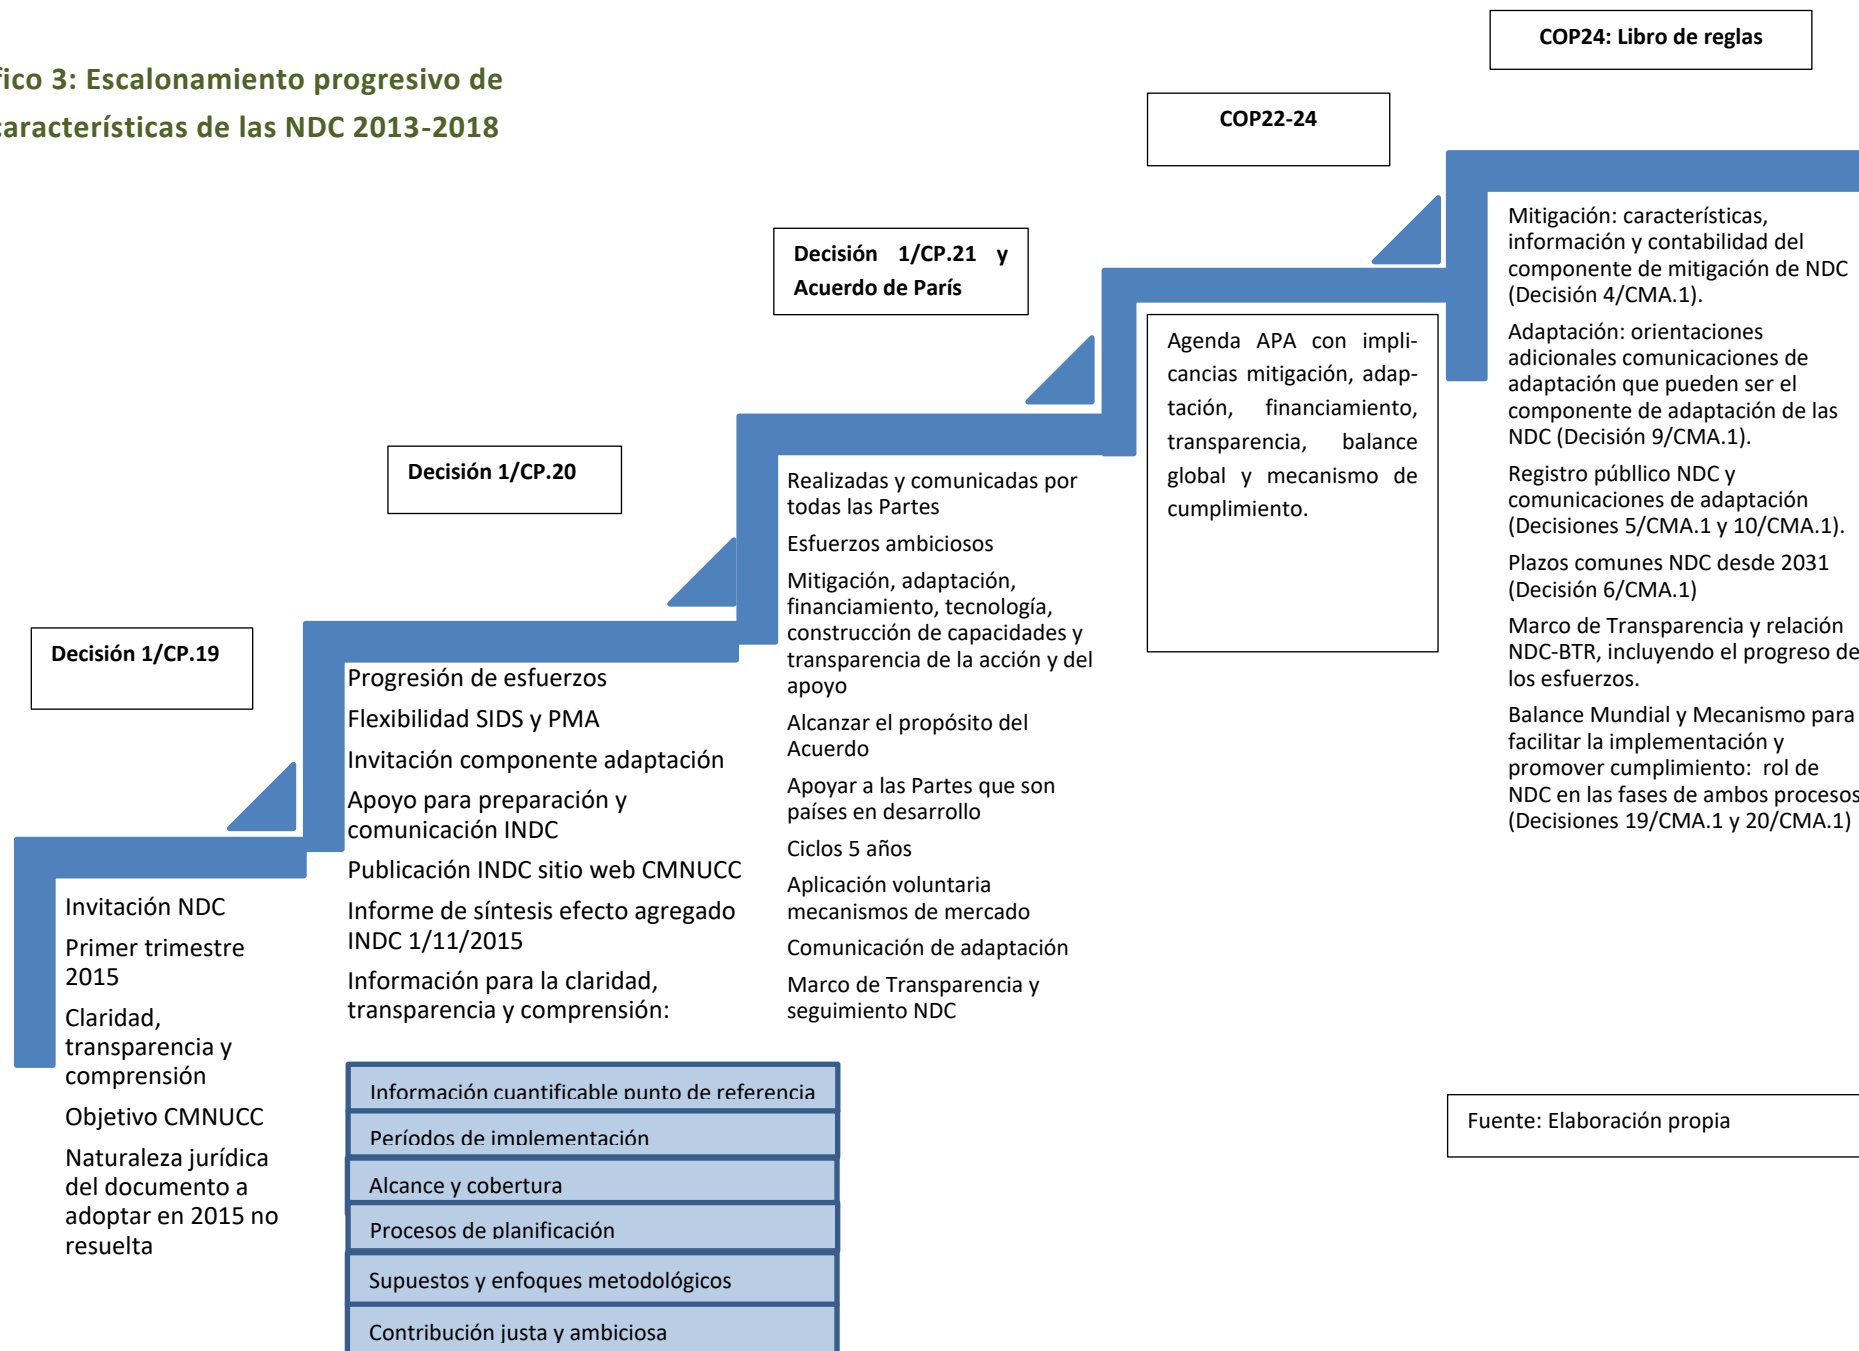 fico 3: Escalonamiento progresivo de
características de las NDC 2013-2018
Decisión 1/CP.19
Invitación NDC
Primer trimestre
2015
Claridad,
transparencia y
comprensión
Objetivo CMNUCC
Naturaleza jurídica
del documento a
adoptar en 2015 no
resuelta
Decisión 1/CP.20
Progresión de esfuerzos
Flexibilidad SIDS y PMA
Invitación componente adaptación
Apoyo para preparación y
comunicación INDC
Publicación INDC sitio web CMNUCC
Informe de síntesis efecto agregado
INDC 1/11/2015
Información para la claridad,
transparencia y comprensión:
Información cuantificable punto de referencia
Períodos de implementación
Alcance y cobertura
Procesos de planificación
Supuestos y enfoques metodológicos
Contribución justa y ambiciosa
Decisión 1/CP.21 y
Acuerdo de París
Realizadas y comunicadas por
todas las Partes
Esfuerzos ambiciosos
Mitigación, adaptación,
financiamiento, tecnología,
construcción de capacidades y
transparencia de la acción y del
apoyo
Alcanzar el propósito del
Acuerdo
Apoyar a las Partes que son
países en desarrollo
Ciclos 5 años
Aplicación voluntaria
mecanismos de mercado
Comunicación de adaptación
Marco de Transparencia y
seguimiento NDC
COP22-24
Agenda APA con impli-
cancias mitigación, adap-
tación, financiamiento,
transparencia, balance
global y mecanismo de
cumplimiento.
COP24: Libro de reglas
Mitigación: características,
información y contabilidad del
componente de mitigación de NDC
(Decisión 4/CMA.1).
Adaptación: orientaciones
adicionales comunicaciones de
adaptación que pueden ser el
componente de adaptación de las
NDC (Decisión 9/CMA.1).
Registro públlico NDC y
comunicaciones de adaptación
(Decisiones 5/CMA.1 y 10/CMA.1).
Plazos comunes NDC desde 2031
(Decisión 6/CMA.1)
Marco de Transparencia y relación
NDC-BTR, incluyendo el progreso de
los esfuerzos.
Balance Mundial y Mecanismo para
facilitar la implementación y
promover cumplimiento: rol de
NDC en las fases de ambos procesos
(Decisiones 19/CMA.1 y 20/CMA.1)
Fuente: Elaboración propia